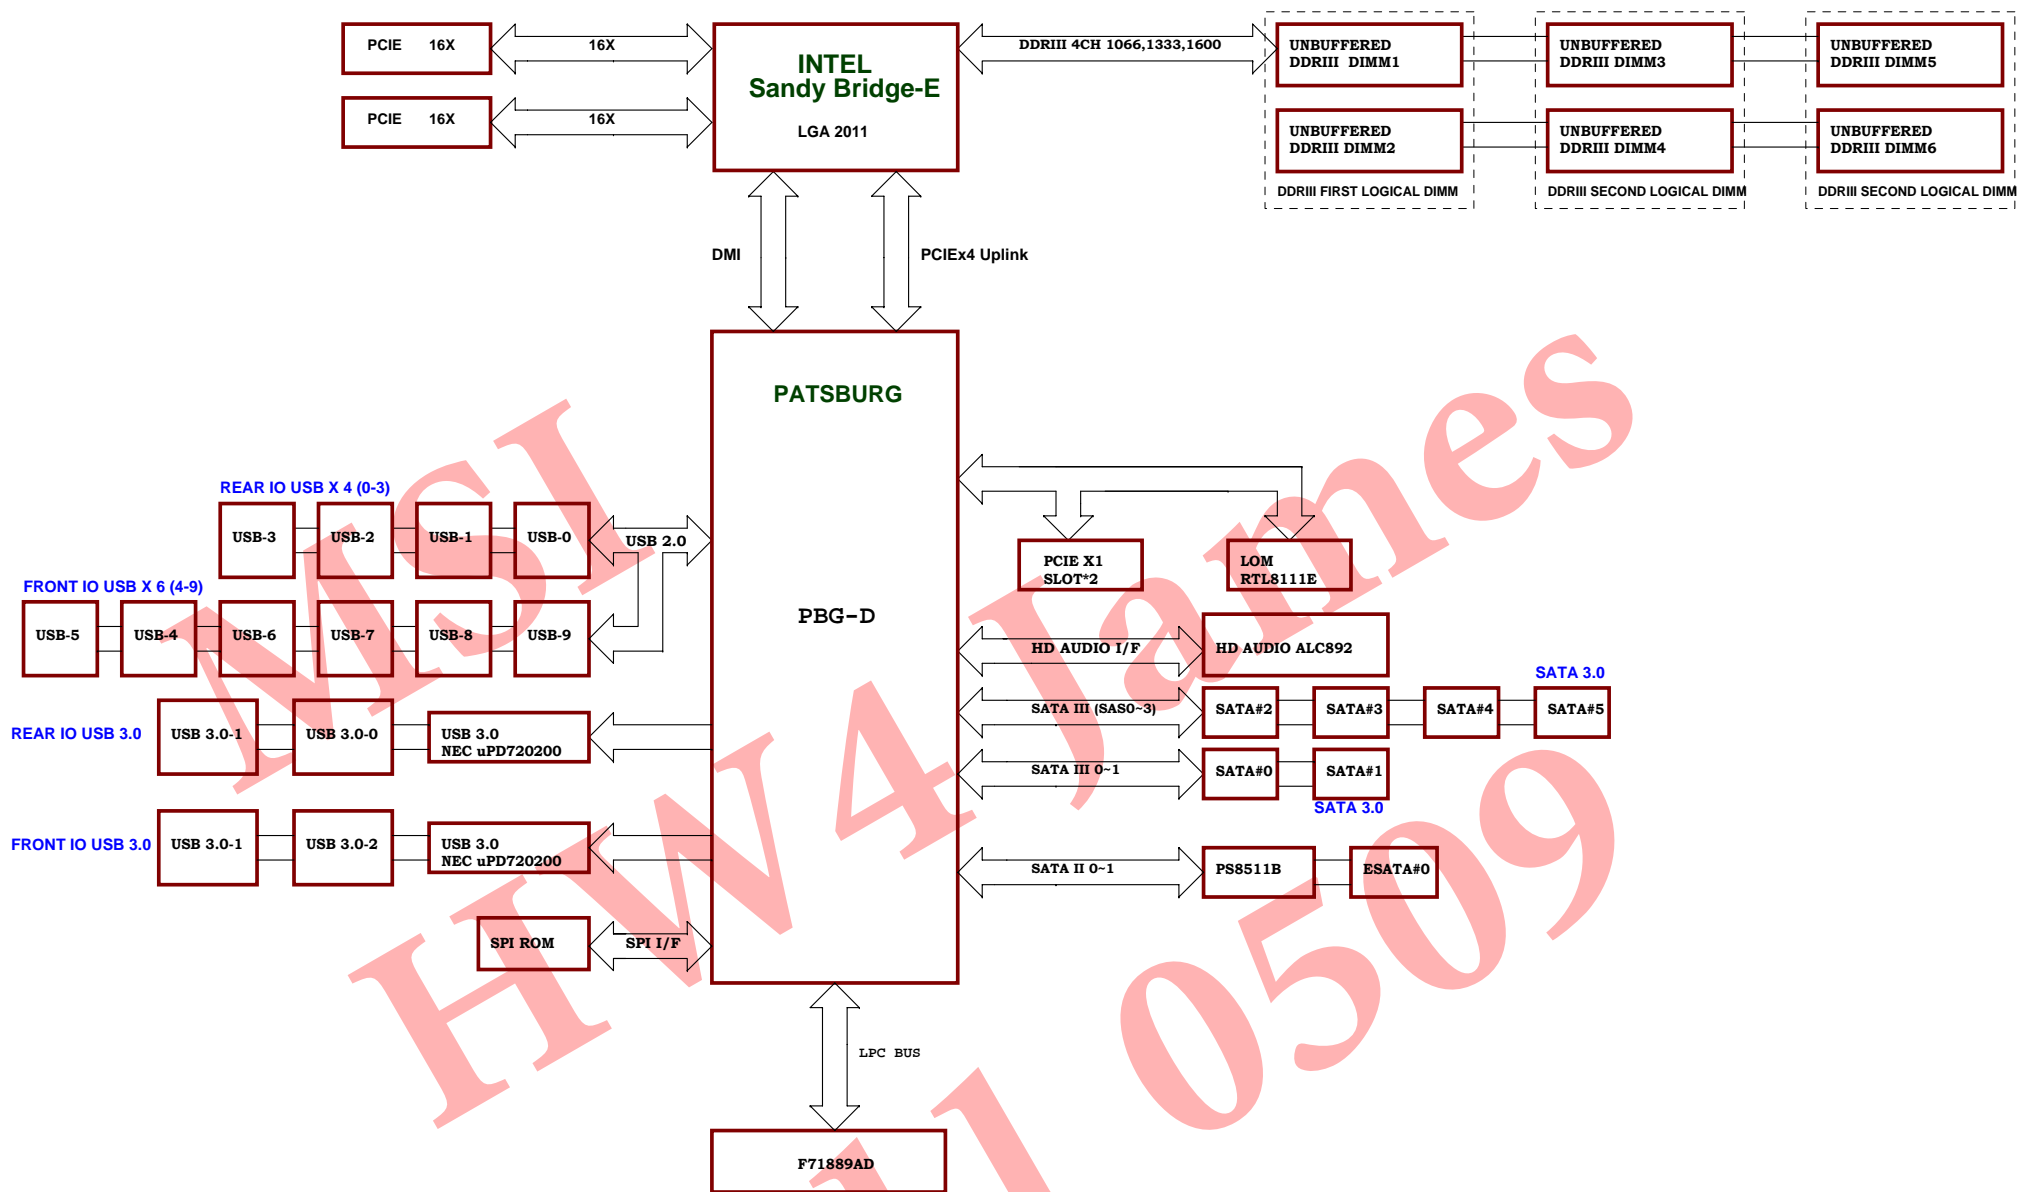 PCIE 16X
16X
INTEL
Sandy Bridge-E
LGA 2011
DDRIII 4CH 1066,1333,1600
UNBUFFERED
DDRIII DIMM1
UNBUFFERED
DDRIII DIMM3
UNBUFFERED
DDRIII DIMM5
PCIE 16X
16X
UNBUFFERED
DDRIII DIMM2
UNBUFFERED
DDRIII DIMM4
UNBUFFERED
DDRIII DIMM6
DDRIII FIRST LOGICAL DIMM
DDRIII SECOND LOGICAL DIMM
DDRIII SECOND LOGICAL DIMM
DMI
PCIEx4 Uplink
PATSBURG
PBG-D
REAR IO USB X 4 (0-3)
USB-3
USB-2
USB-1
USB-0
USB 2.0
FRONT IO USB X 6 (4-9)
USB-5
USB-4
USB-6
USB-7
USB-8
USB-9
REAR IO USB 3.0
USB 3.0-1
USB 3.0-0
USB 3.0
NEC uPD720200
FRONT IO USB 3.0
USB 3.0-1
USB 3.0-2
USB 3.0
NEC uPD720200
SPI ROM
SPI I/F
PCIE X1
SLOT*2
LOM
RTL8111E
HD AUDIO I/F
HD AUDIO ALC892
SATA 3.0
SATA III (SAS0~3)
SATA#2
SATA#3
SATA#4
SATA#5
SATA III 0~1
SATA#0
SATA#1
SATA 3.0
SATA II 0~1
PS8511B
ESATA#0
LPC BUS
F71889AD
MSI
HW4 James
11 0509